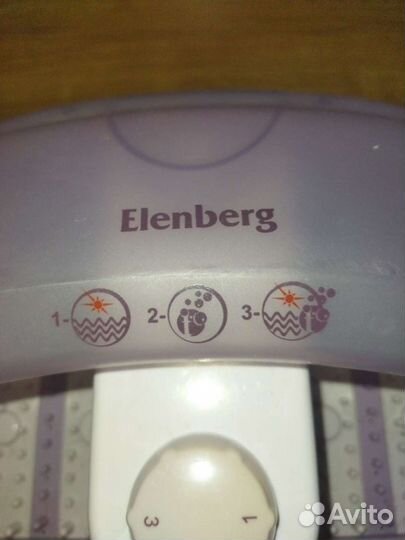 Elenberg
1- 2- 3-
3 1
Avito